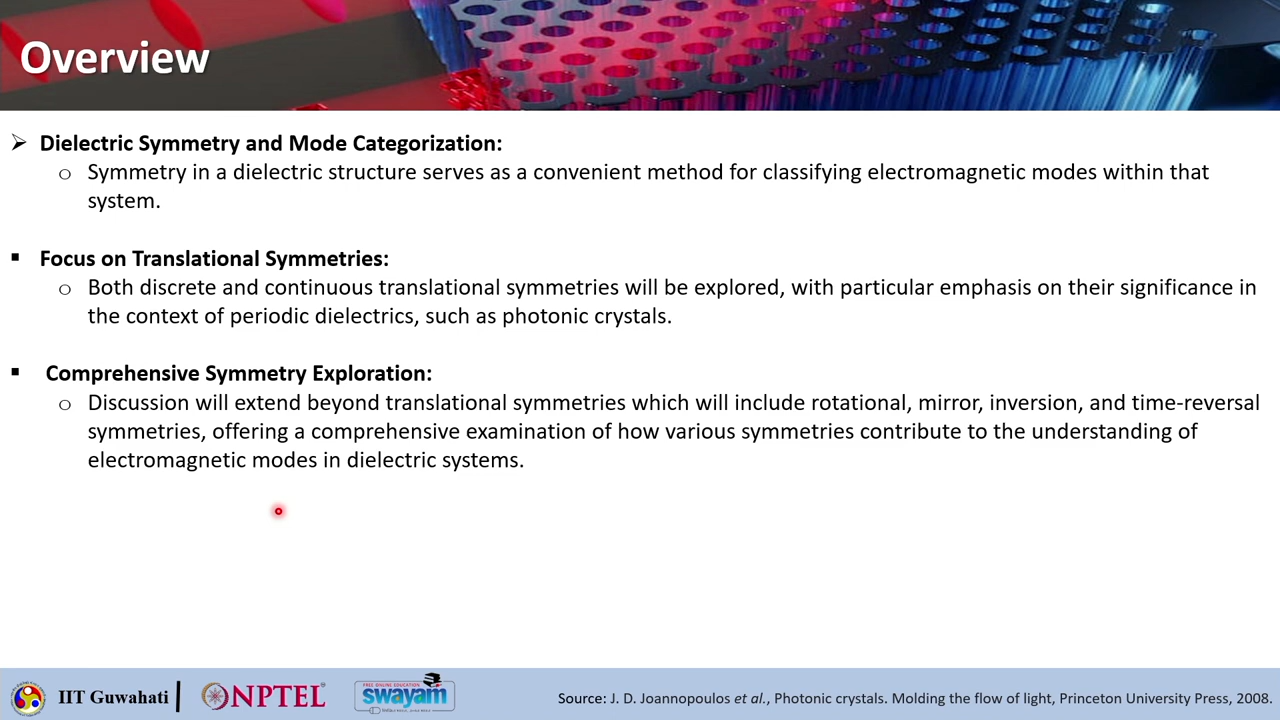 Overview
➢ Dielectric Symmetry and Mode Categorization:
o Symmetry in a dielectric structure serves as a convenient method for classifying electromagnetic modes within that
system.
▪ Focus on Translational Symmetries:
o Both discrete and continuous translational symmetries will be explored, with particular emphasis on their significance in
the context of periodic dielectrics, such as photonic crystals.
▪ Comprehensive Symmetry Exploration:
o Discussion will extend beyond translational symmetries which will include rotational, mirror, inversion, and time-reversal
symmetries, offering a comprehensive examination of how various symmetries contribute to the understanding of
electromagnetic modes in dielectric systems.
IIT Guwahati
NPTEL
FREE ONLINE EDUCATION
swayam
Source: J. D. Joannopoulos et al., Photonic crystals. Molding the flow of light, Princeton University Press, 2008.